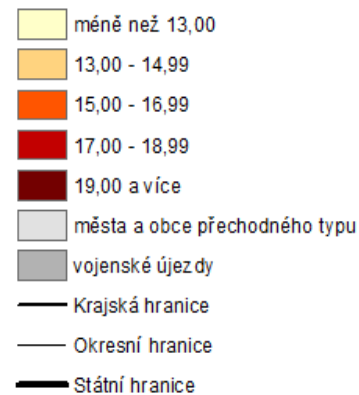 méně než 13,00
13,00 - 14,99
15,00 - 16,99
17,00 - 18,99
19,00 a více
města a obce přechodného typu
vojenské újezdy
Krajská hranice
Okresní hranice
Státní hranice